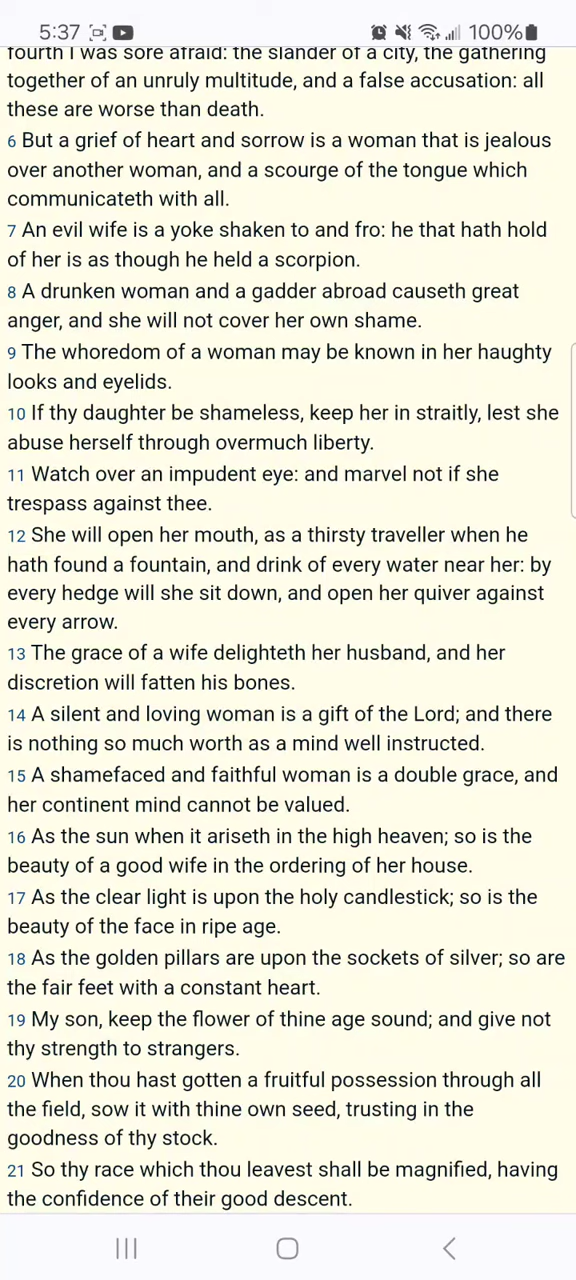 5:37 100%
fourth I was sore afraid: the slander of a city, the gathering
together of an unruly multitude, and a false accusation: all
these are worse than death.
6 But a grief of heart and sorrow is a woman that is jealous
over another woman, and a scourge of the tongue which
communicateth with all.
7 An evil wife is a yoke shaken to and fro: he that hath hold
of her is as though he held a scorpion.
8 A drunken woman and a gadder abroad causeth great
anger, and she will not cover her own shame.
9 The whoredom of a woman may be known in her haughty
looks and eyelids.
10 If thy daughter be shameless, keep her in straitly, lest she
abuse herself through overmuch liberty.
11 Watch over an impudent eye: and marvel not if she
trespass against thee.
12 She will open her mouth, as a thirsty traveller when he
hath found a fountain, and drink of every water near her: by
every hedge will she sit down, and open her quiver against
every arrow.
13 The grace of a wife delighteth her husband, and her
discretion will fatten his bones.
14 A silent and loving woman is a gift of the Lord; and there
is nothing so much worth as a mind well instructed.
15 A shamefaced and faithful woman is a double grace, and
her continent mind cannot be valued.
16 As the sun when it ariseth in the high heaven; so is the
beauty of a good wife in the ordering of her house.
17 As the clear light is upon the holy candlestick; so is the
beauty of the face in ripe age.
18 As the golden pillars are upon the sockets of silver; so are
the fair feet with a constant heart.
19 My son, keep the flower of thine age sound; and give not
thy strength to strangers.
20 When thou hast gotten a fruitful possession through all
the field, sow it with thine own seed, trusting in the
goodness of thy stock.
21 So thy race which thou leavest shall be magnified, having
the confidence of their good descent.